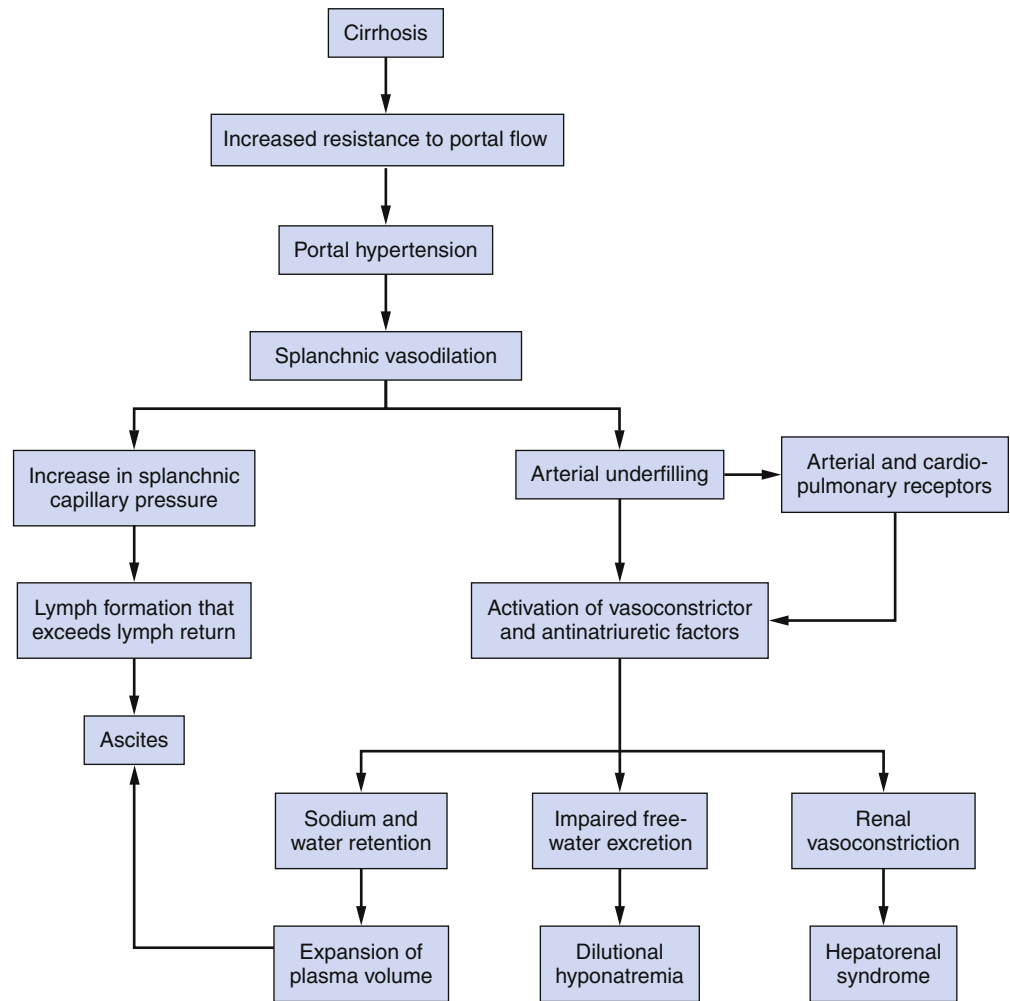 Cirrhosis
Increased resistance to portal flow
Portal hypertension
Splanchnic vasodilation
Increase in splanchnic
capillary pressure
Arterial underfilling
Arterial and cardio-
pulmonary receptors
Lymph formation that
exceeds lymph return
Activation of vasoconstrictor
and antinatriuretic factors
Ascites
Sodium and
water retention
Impaired free-
water excretion
Renal
vasoconstriction
Expansion of
plasma volume
Dilutional
hyponatremia
Hepatorenal
syndrome